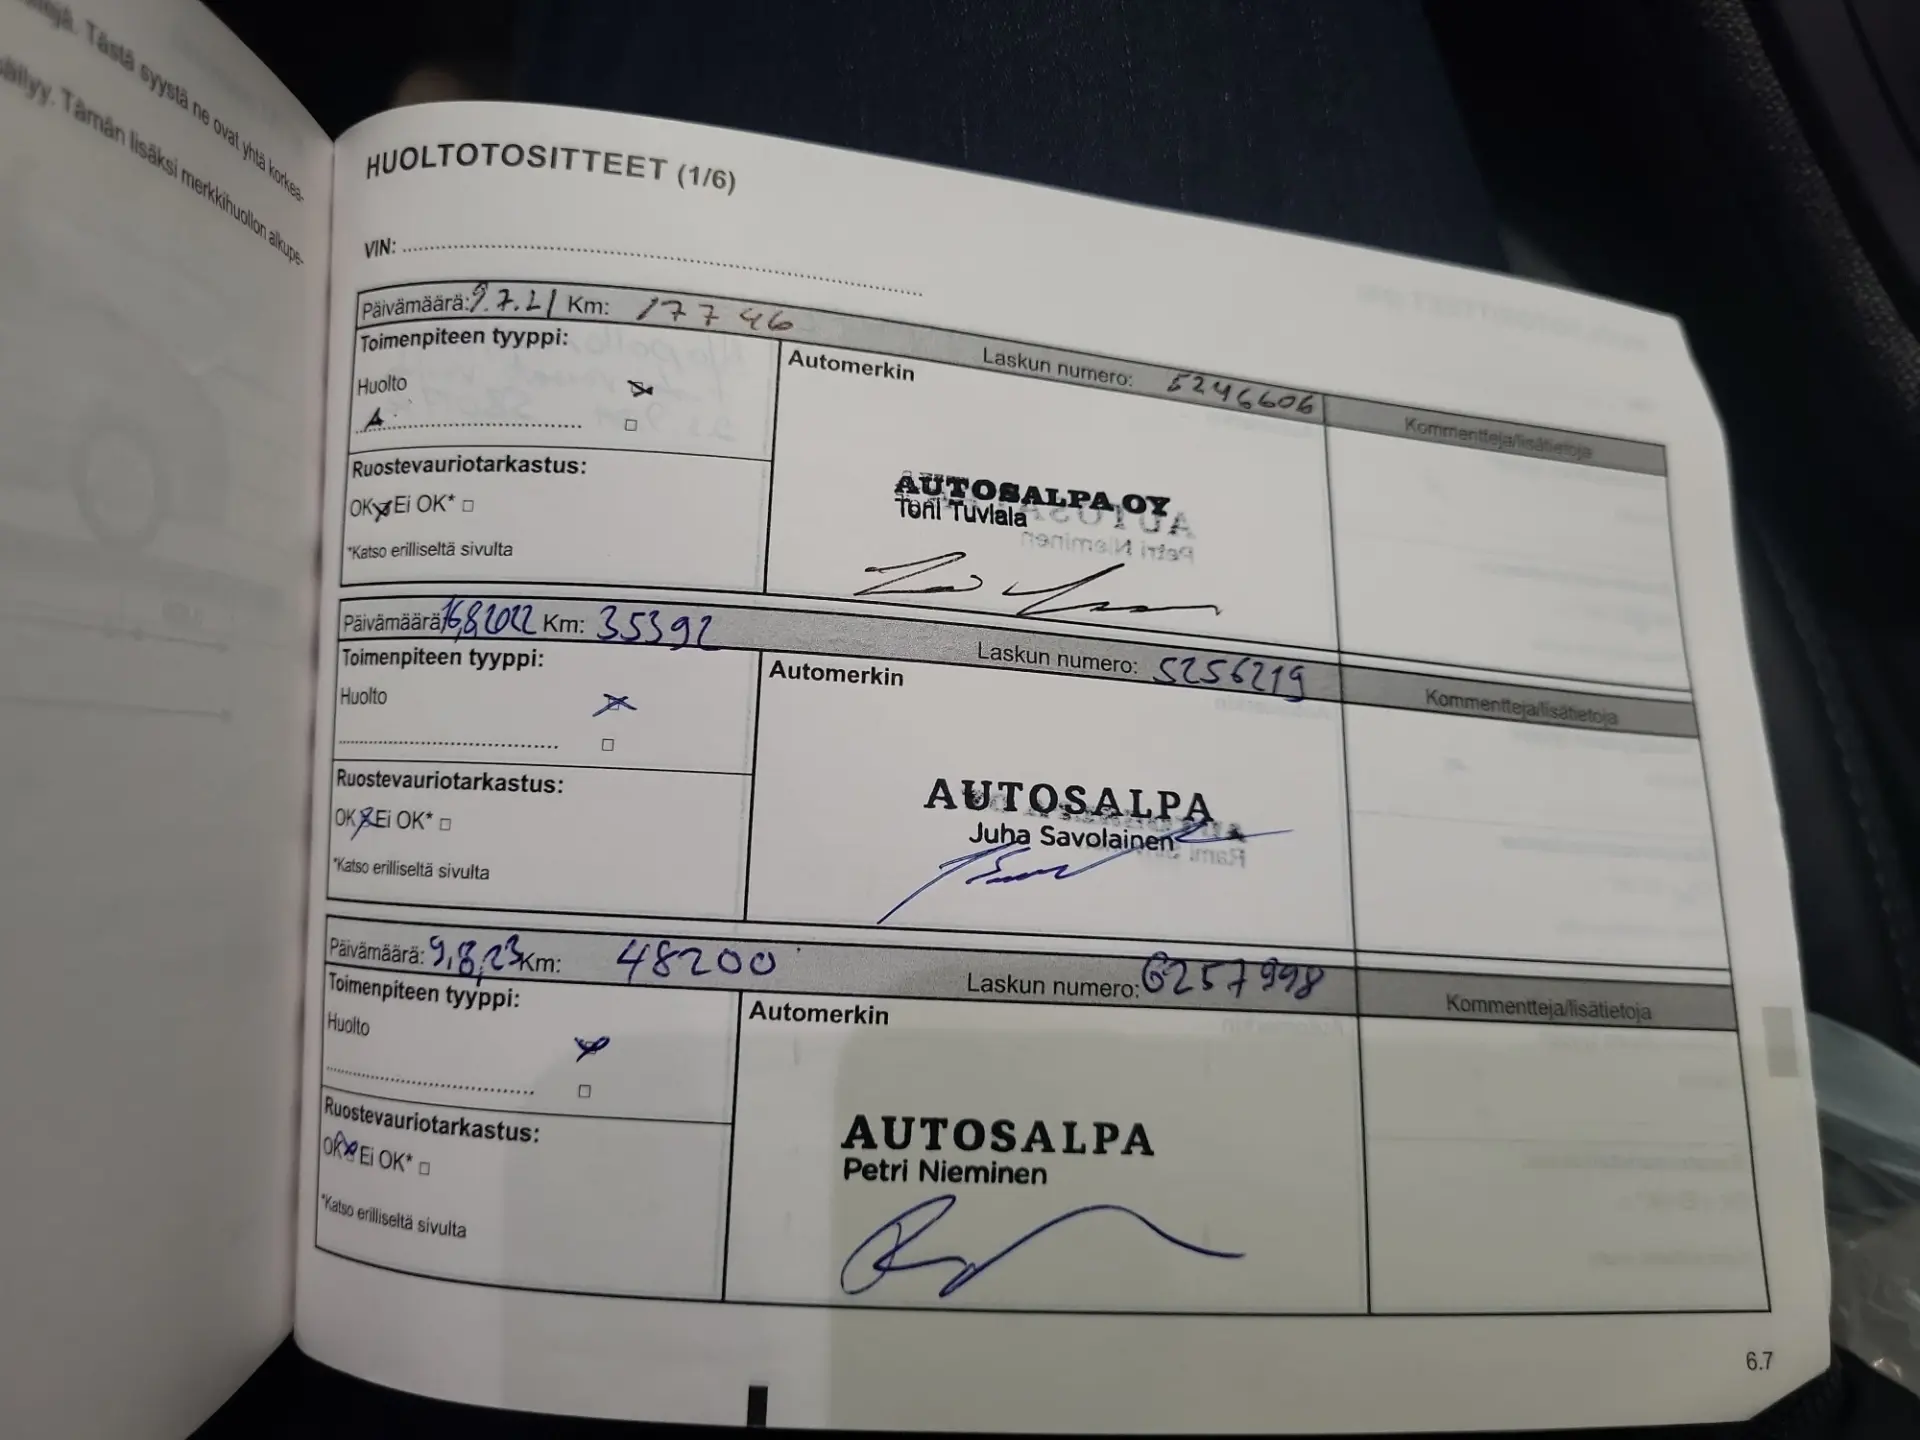 Tästä syystä ne ovat yhtä korkea-
Tämän lisäksi merkkihuollon alkupe-
HUOLTOTOSITTEET (1/6)
VIN:
Päivämäärä: 9.7.21 Km: 17746
Laskun numero: 5246606
Toimenpiteen tyyppi:
Automerkin
Kommentteja/lisätietoja
Huolto
A
Ruostevauriotarkastus:
OK Ei OK*
*Katso erilliseltä sivulta
AUTOSALPA OY
Toni Tuviala
Päivämäärä 16.8.2022 Km: 35392
Laskun numero: 5256219
Toimenpiteen tyyppi:
Automerkin
Kommentteja/lisätietoja
Huolto
Ruostevauriotarkastus:
OK Ei OK*
*Katso erilliseltä sivulta
AUTOSALPA
Juha Savolainen
Päivämäärä: 9.8.23 Km: 48200
Laskun numero: 6257998
Toimenpiteen tyyppi:
Automerkin
Kommentteja/lisätietoja
Huolto
Ruostevauriotarkastus:
OK Ei OK*
*Katso erilliseltä sivulta
AUTOSALPA
Petri Nieminen
6.7